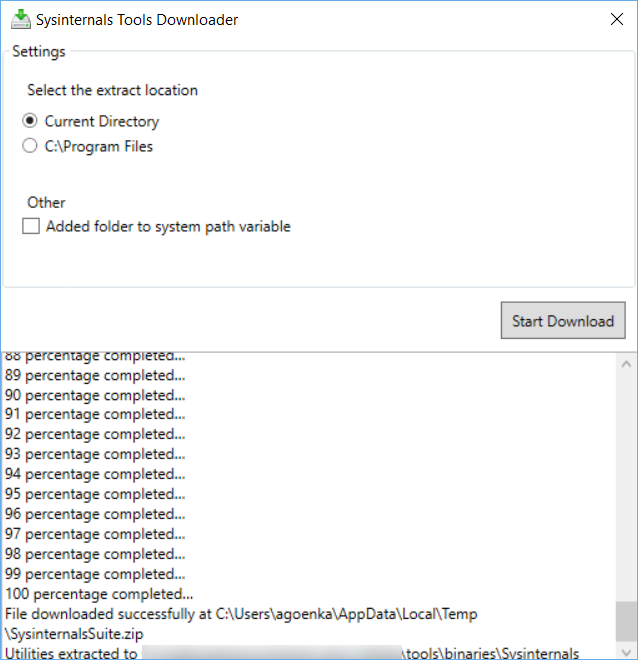 Sysinternals Tools Downloader
Settings
Select the extract location
Current Directory
C:\Program Files
Other
Added folder to system path variable
Start Download
88 percentage completed...
89 percentage completed...
90 percentage completed...
91 percentage completed...
92 percentage completed...
93 percentage completed...
94 percentage completed...
95 percentage completed...
96 percentage completed...
97 percentage completed...
98 percentage completed...
99 percentage completed...
100 percentage completed...
File downloaded successfully at C:\Users\agoenka\AppData\Local\Temp
\SysinternalsSuite.zip
Utilities extracted to \tools\binaries\Sysinternals